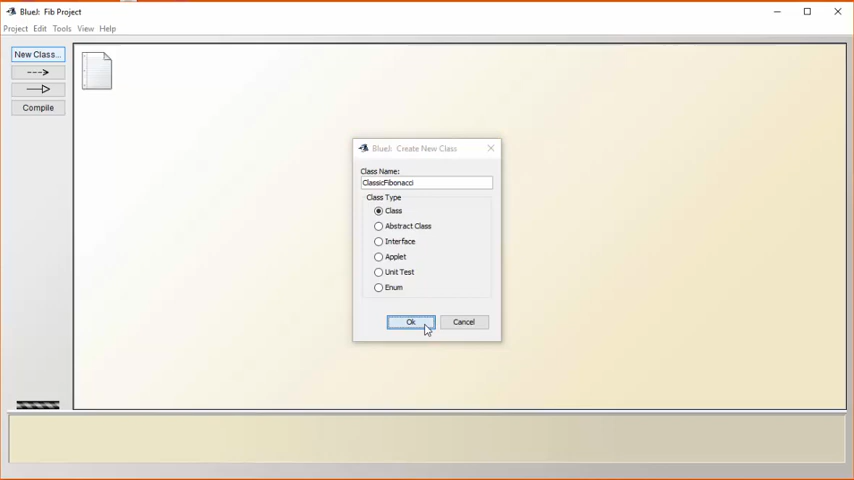 BlueJ: Fib Project
Project Edit Tools View Help
New Class...
Compile
BlueJ: Create New Class
Class Name:
ClassicFibonacci
Class Type
Class
Abstract Class
Interface
Applet
Unit Test
Enum
Ok Cancel